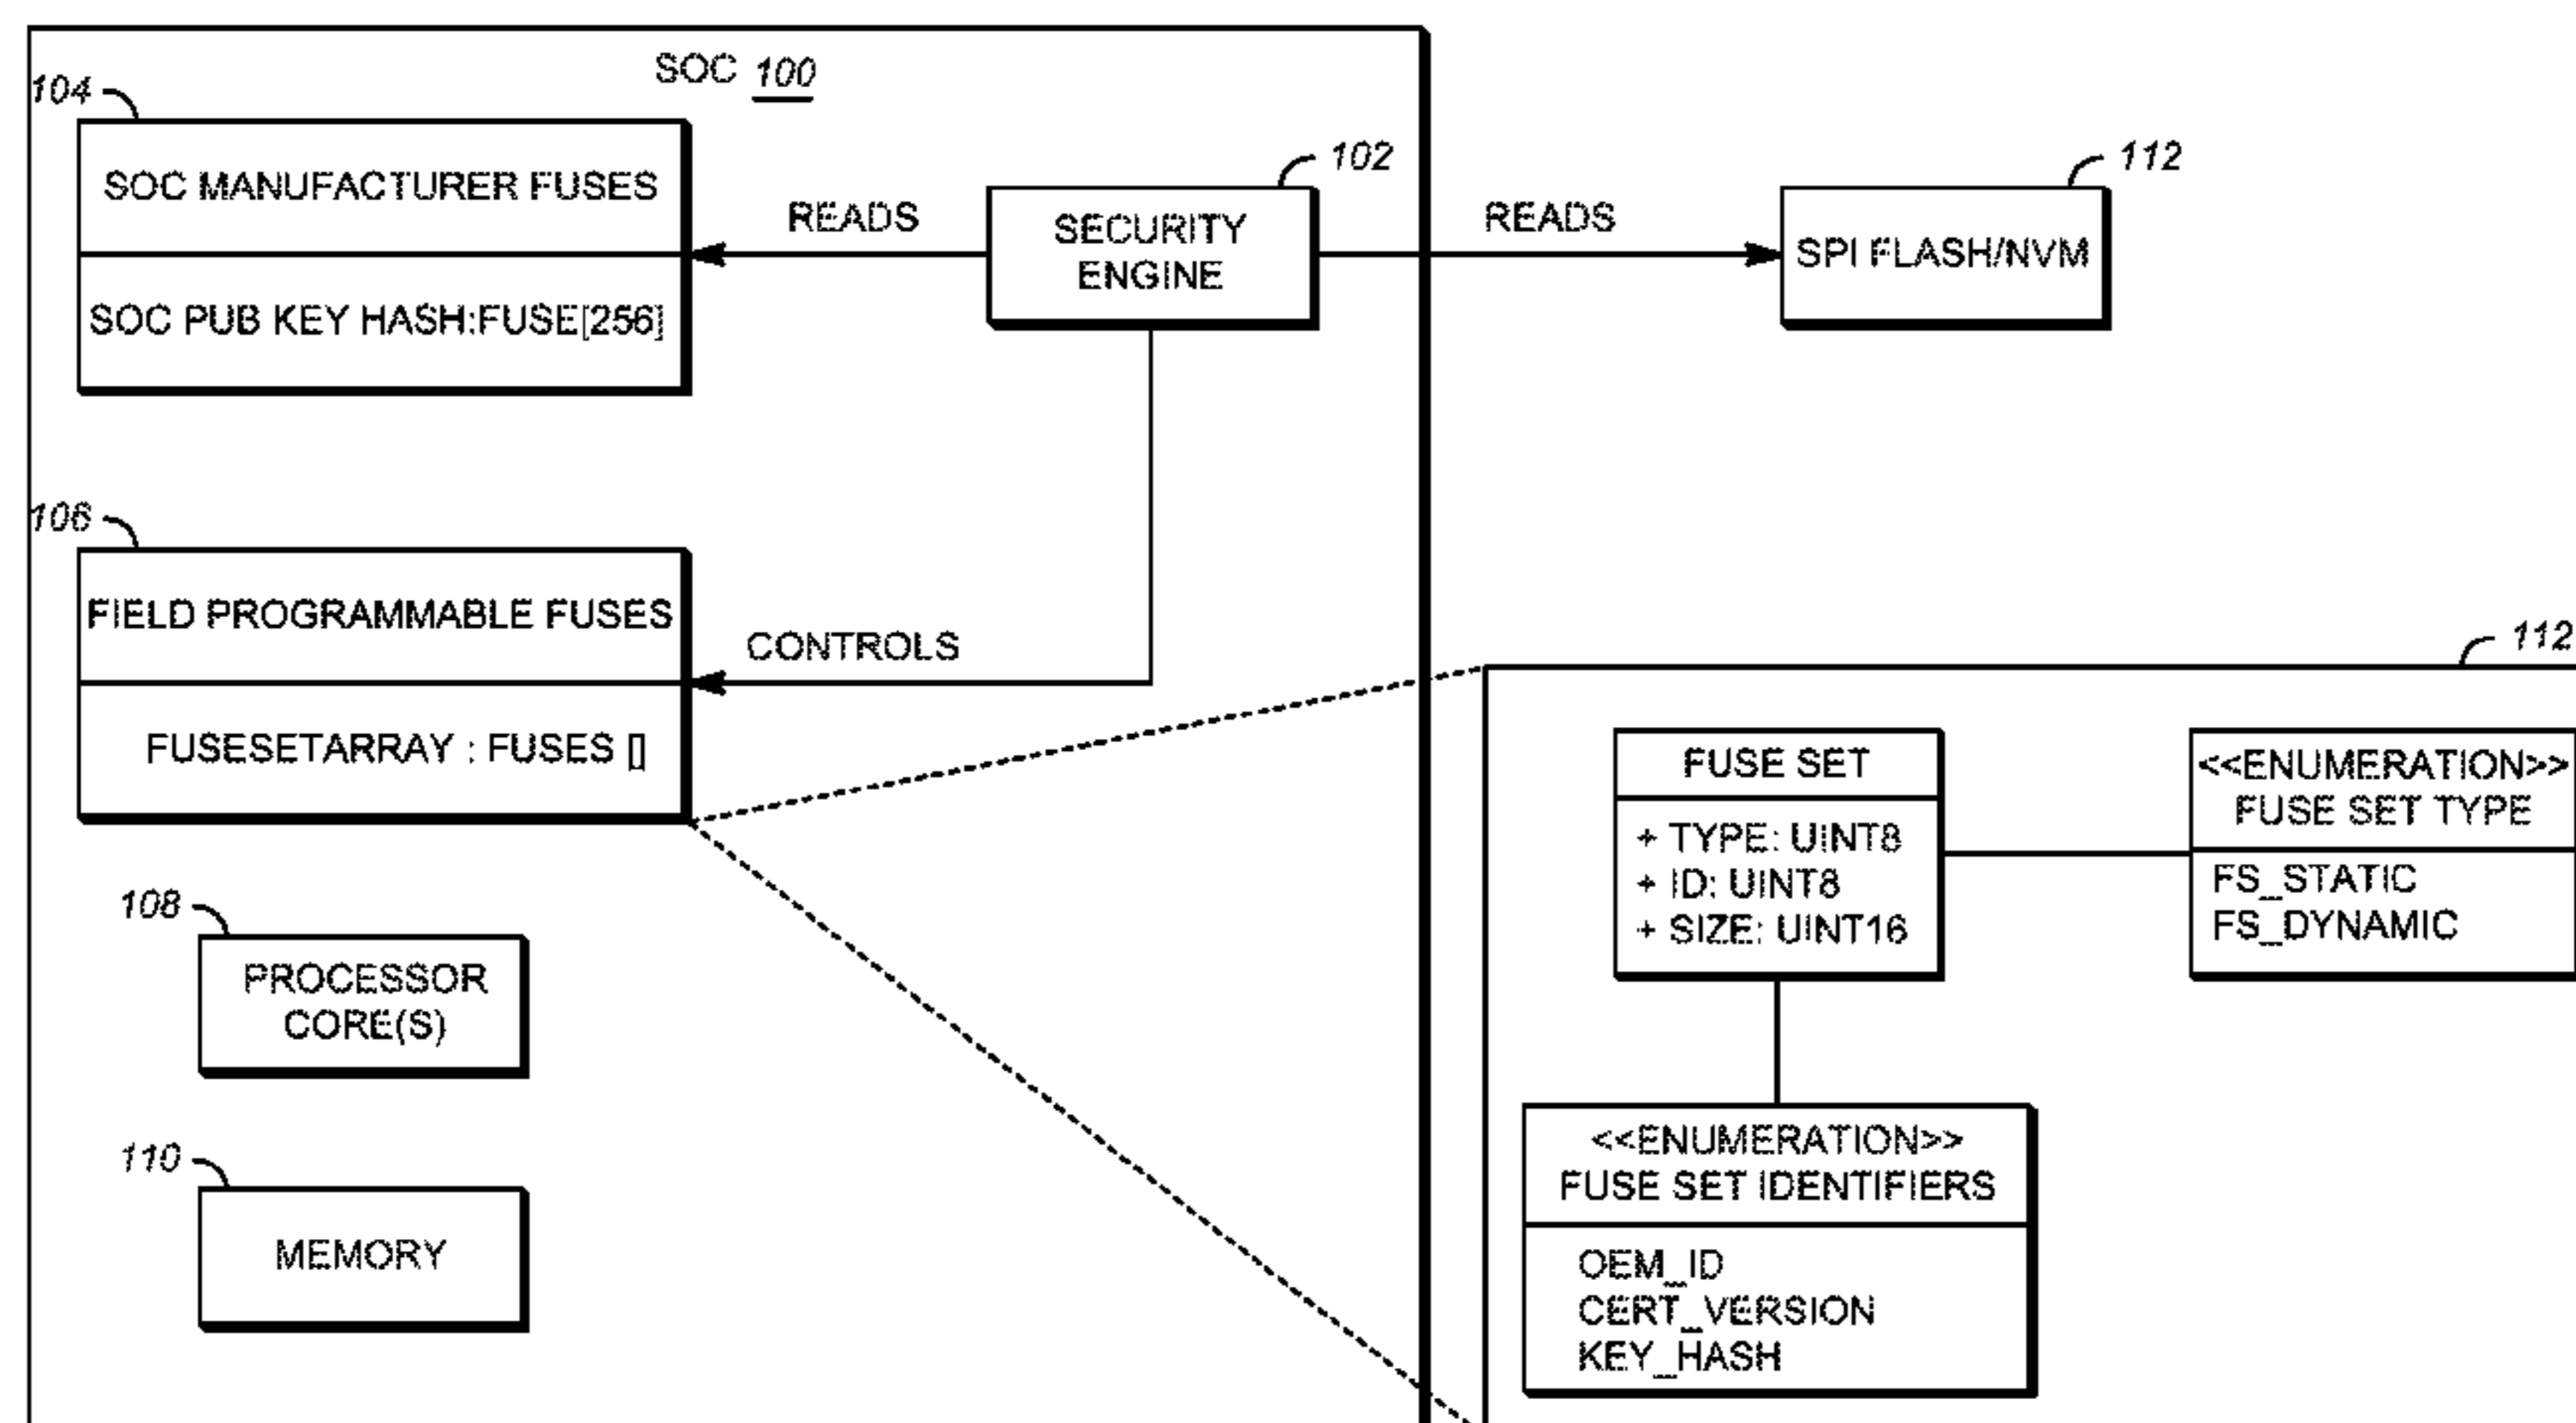 SOC 100
104
SOC MANUFACTURER FUSES
SOC PUB KEY HASH:FUSE[256]
READS
102
SECURITY
ENGINE
READS
112
SPI FLASH/NVM
106
FIELD PROGRAMMABLE FUSES
FUSESETARRAY : FUSES []
CONTROLS
108
PROCESSOR
CORE(S)
110
MEMORY
112
FUSE SET
+ TYPE: UINT8
+ ID: UINT8
+ SIZE: UINT16
<<ENUMERATION>>
FUSE SET TYPE
FS_STATIC
FS_DYNAMIC
<<ENUMERATION>>
FUSE SET IDENTIFIERS
OEM_ID
CERT_VERSION
KEY_HASH